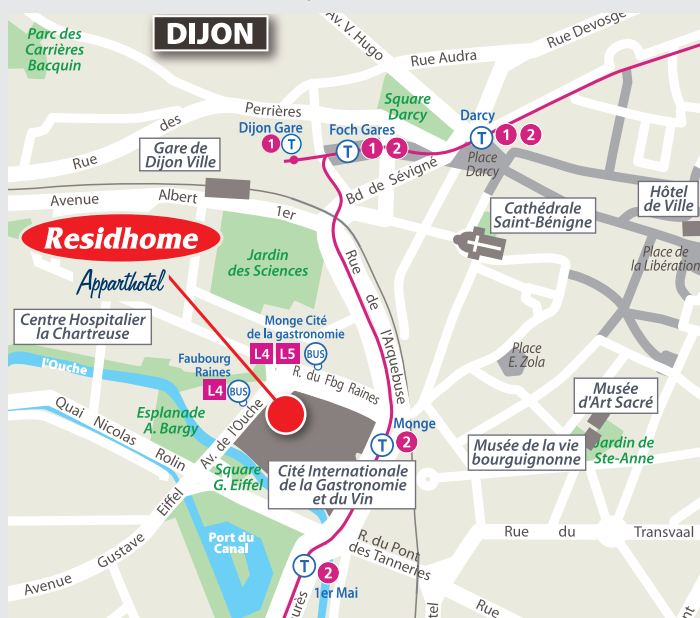 DIJON
Parc des
Carrières
Bacquin
Av. V. Hugo
Rue Audra
Rue Devosge
Rue des Perrières
Square
Darcy
Dijon Gare
1 T
Foch Gares
T 1 2
Darcy
T 1 2
Place
Darcy
Bd de Sévigné
Gare de
Dijon Ville
Avenue Albert 1er
Residhome
Apparthotel
Jardin
des Sciences
Cathédrale
Saint-Bénigne
Hôtel
de Ville
Place de
la Libération
Rue de l'Arquebuse
Centre Hospitalier
la Chartreuse
Monge Cité
de la gastronomie
L4 L5 BUS
Faubourg
Raines
L4 BUS
R. du Fbg Raines
l'Ouche
Place
E. Zola
Esplanade
A. Bargy
Av. de l'Ouche
Quai Nicolas Rolin
Musée
d'Art Sacré
Monge
T 2
Musée de la vie
bourguignonne
Jardin de
Ste-Anne
Square
G. Eiffel
Cité Internationale
de la Gastronomie
et du Vin
Port du
Canal
Avenue Gustave Eiffel
R. du Pont
des Tanneries
Rue du Transvaal
T 2
1er Mai
Rue